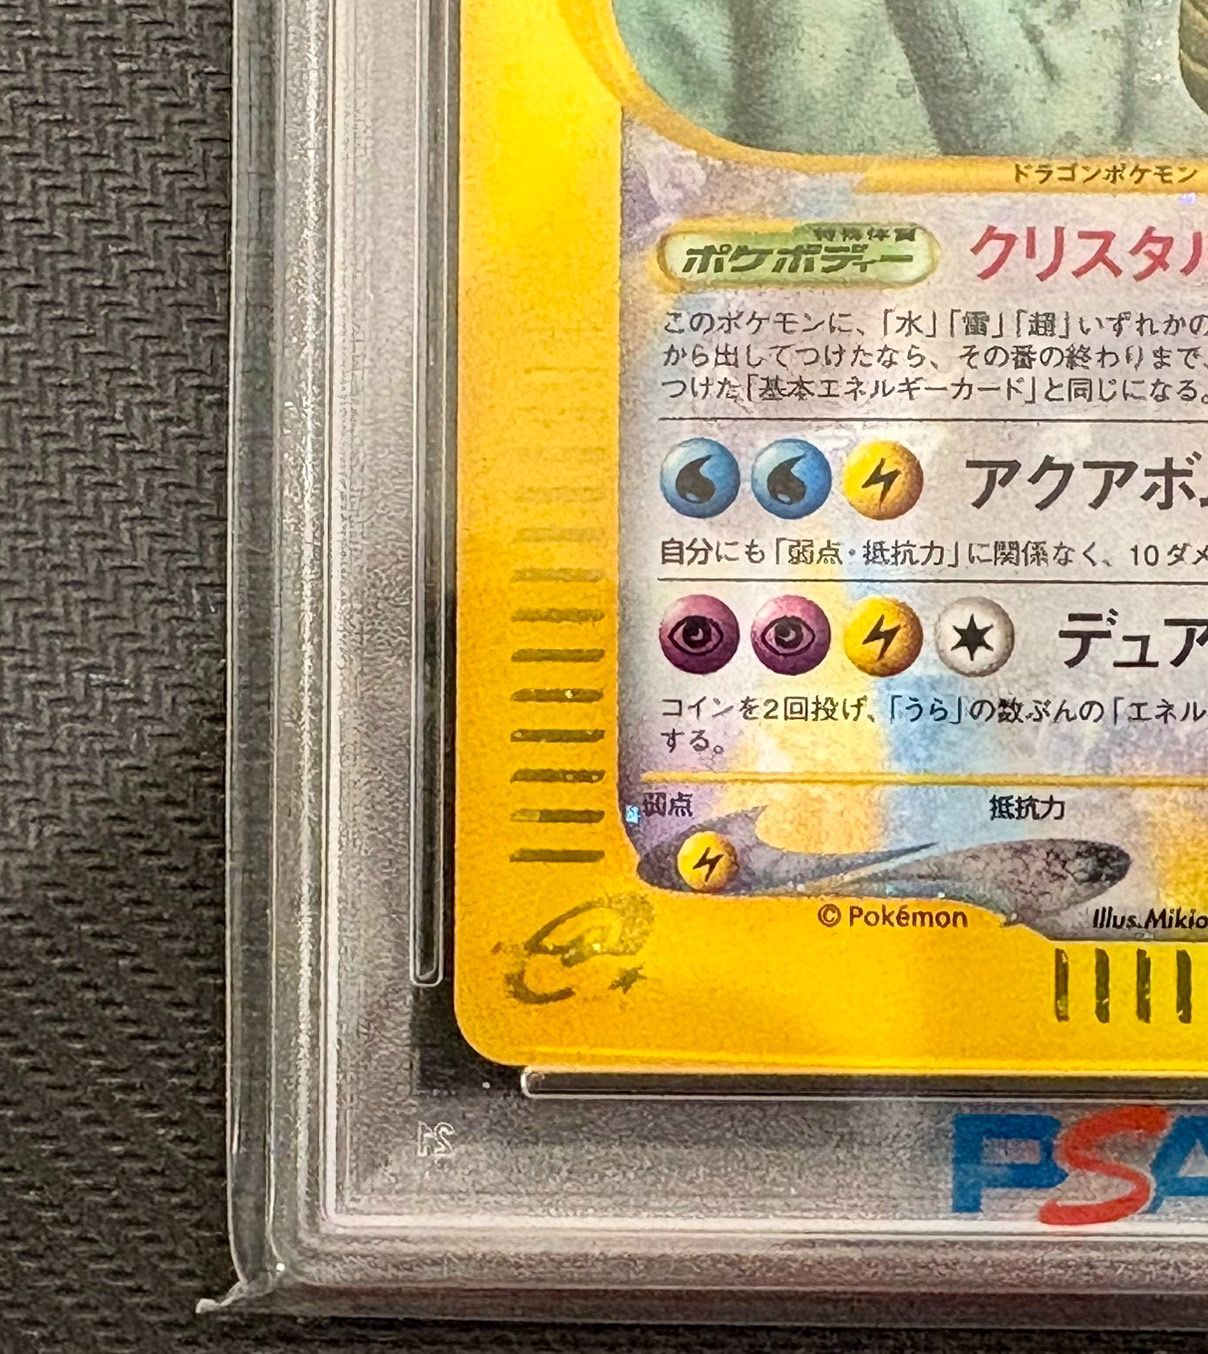 ドラゴンポケモン
特殊体質
ポケボディー クリスタル
このポケモンに、「水」「雷」「超」いずれかの
から出してつけたなら、その番の終わりまで、
つけた「基本エネルギーカード」と同じになる。
アクアボ
自分にも「弱点・抵抗力」に関係なく、10ダメ
デュア
コインを2回投げ、「うら」の数ぶんの「エネル
する。
弱点 抵抗力
© Pokémon Illus.Mikio
PSA